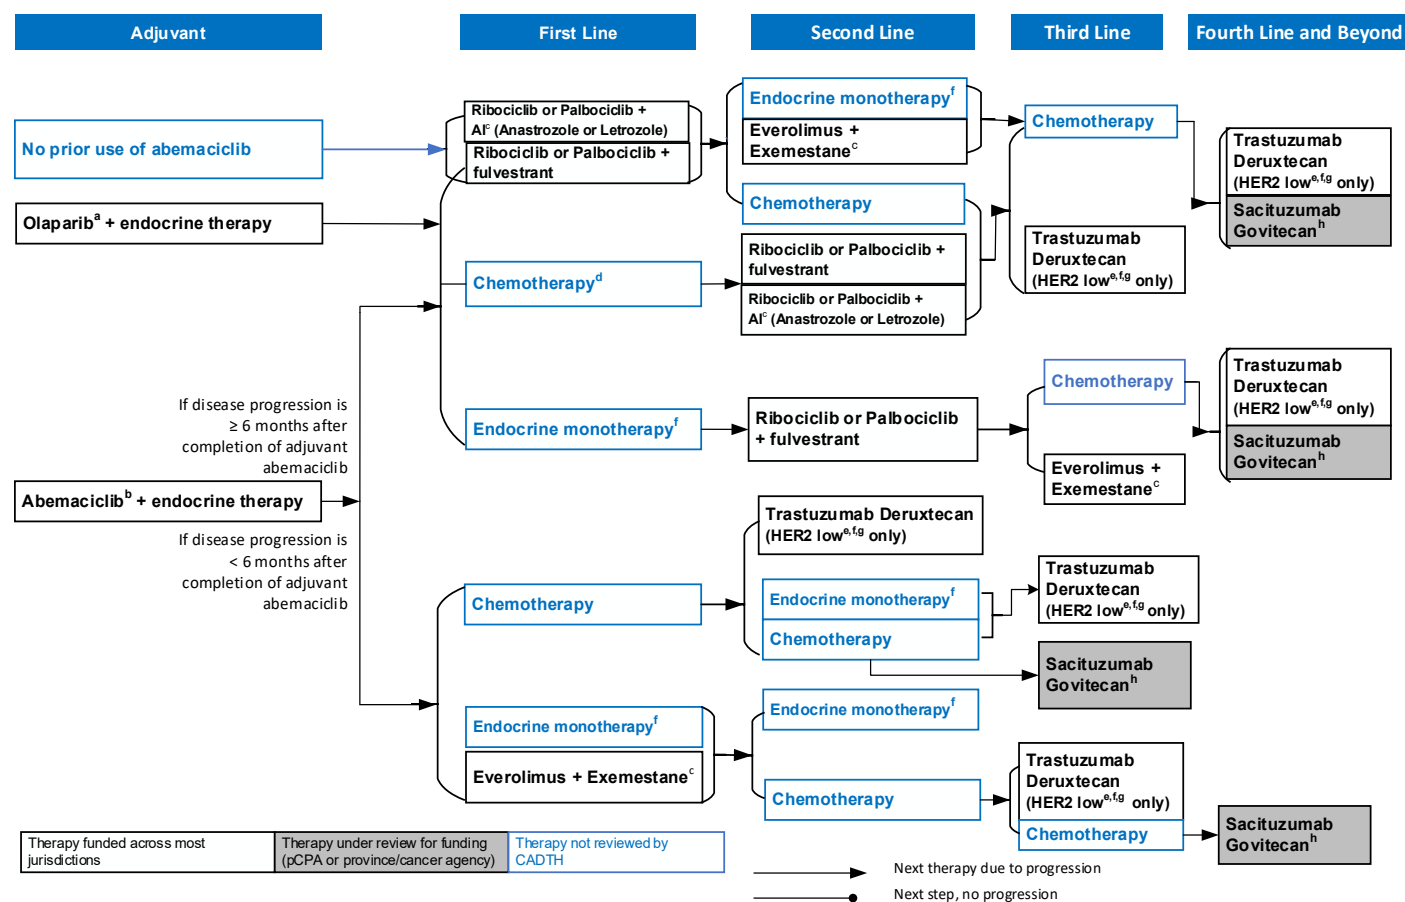 Adjuvant
First Line
Second Line
Third Line
Fourth Line and Beyond
No prior use of abemaciclib
Olaparibᵃ + endocrine therapy
If disease progression is
≥ 6 months after
completion of adjuvant
abemaciclib
Abemaciclibᵇ + endocrine therapy
If disease progression is
< 6 months after
completion of adjuvant
abemaciclib
Ribociclib or Palbociclib +
AIᶜ (Anastrozole or Letrozole)
Ribociclib or Palbociclib +
fulvestrant
Chemotherapyᵈ
Endocrine monotherapyᶠ
Chemotherapy
Endocrine monotherapyᶠ
Everolimus + Exemestaneᶜ
Endocrine monotherapyᶠ
Everolimus +
Exemestaneᶜ
Chemotherapy
Ribociclib or Palbociclib +
fulvestrant
Ribociclib or Palbociclib +
AIᶜ (Anastrozole or Letrozole)
Ribociclib or Palbociclib
+ fulvestrant
Trastuzumab Deruxtecan
(HER2 lowᵉ,ᶠ,ᵍ only)
Endocrine monotherapyᶠ
Chemotherapy
Endocrine monotherapyᶠ
Chemotherapy
Chemotherapy
Trastuzumab
Deruxtecan
(HER2 lowᵉ,ᶠ,ᵍ only)
Chemotherapy
Everolimus +
Exemestaneᶜ
Trastuzumab
Deruxtecan
(HER2 lowᵉ,ᶠ,ᵍ only)
Sacituzumab
Govitecanʰ
Trastuzumab
Deruxtecan
(HER2 lowᵉ,ᶠ,ᵍ only)
Chemotherapy
Trastuzumab
Deruxtecan
(HER2 lowᵉ,ᶠ,ᵍ only)
Sacituzumab
Govitecanʰ
Trastuzumab
Deruxtecan
(HER2 lowᵉ,ᶠ,ᵍ only)
Sacituzumab
Govitecanʰ
Sacituzumab
Govitecanʰ
Therapy funded across most
jurisdictions
Therapy under review for funding
(pCPA or province/cancer agency)
Therapy not reviewed by
CADTH
Next therapy due to progression
Next step, no progression